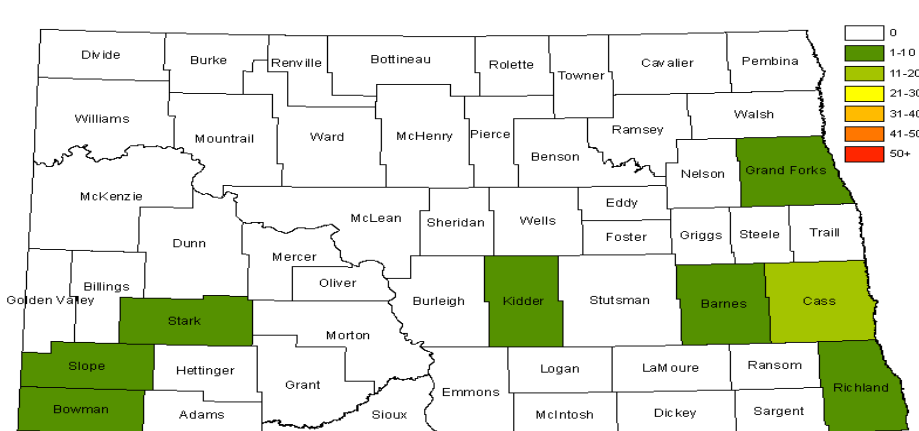 Divide
Burke
Renville
Bottineau
Rolette
Towner
Cavalier
Pembina
0
1-10
11-20
21-30
31-40
41-50
50+
Williams
Mountrail
Ward
McHenry
Pierce
Benson
Ramsey
Walsh
Nelson
Grand Forks
McKenzie
Dunn
McLean
Sheridan
Wells
Eddy
Foster
Griggs
Steele
Traill
Mercer
Oliver
Golden Valley
Billings
Stark
Morton
Burleigh
Kidder
Stutsman
Barnes
Cass
Slope
Hettinger
Grant
Emmons
Logan
LaMoure
Ransom
Richland
Bowman
Adams
Sioux
McIntosh
Dickey
Sargent